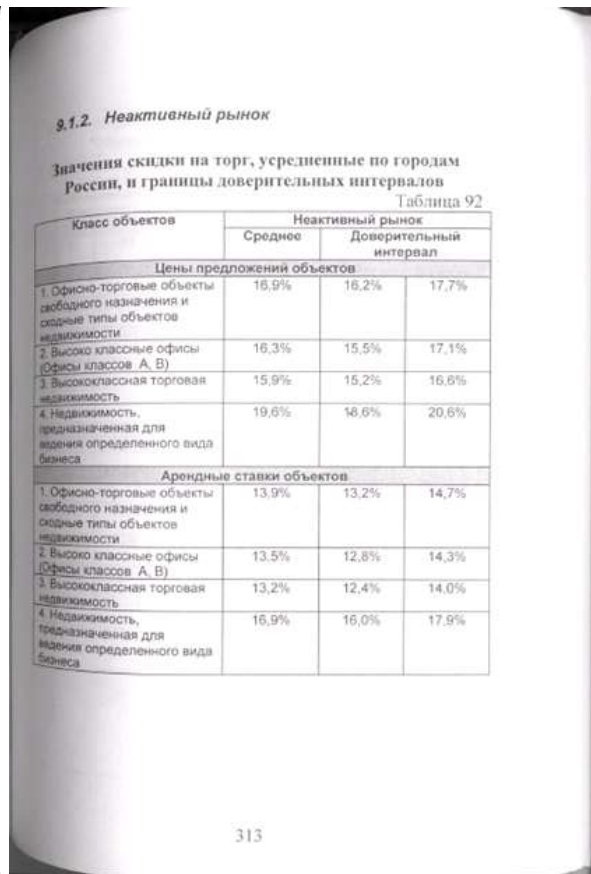 9.1.2. Неактивный рынок
Значения скидки на торг, усредненные по городам
России, и границы доверительных интервалов
Таблица 92
Класс объектов
Неактивный рынок
Среднее
Доверительный
интервал
Цены предложений объектов
1. Офисно-торговые объекты
свободного назначения и
сходные типы объектов
недвижимости
16,9% 16,2% 17,7%
2. Высоко классные офисы
(Офисы классов А, В)
16,3% 15,5% 17,1%
3. Высококлассная торговая
недвижимость
15,9% 15,2% 16,6%
4. Недвижимость,
предназначенная для
ведения определенного вида
бизнеса
19,6% 18,6% 20,6%
Арендные ставки объектов
1. Офисно-торговые объекты
свободного назначения и
сходные типы объектов
недвижимости
13,9% 13,2% 14,7%
2. Высоко классные офисы
(Офисы классов А, В)
13,5% 12,8% 14,3%
3. Высококлассная торговая
недвижимость
13,2% 12,4% 14,0%
4. Недвижимость,
предназначенная для
ведения определенного вида
бизнеса
16,9% 16,0% 17,9%
313